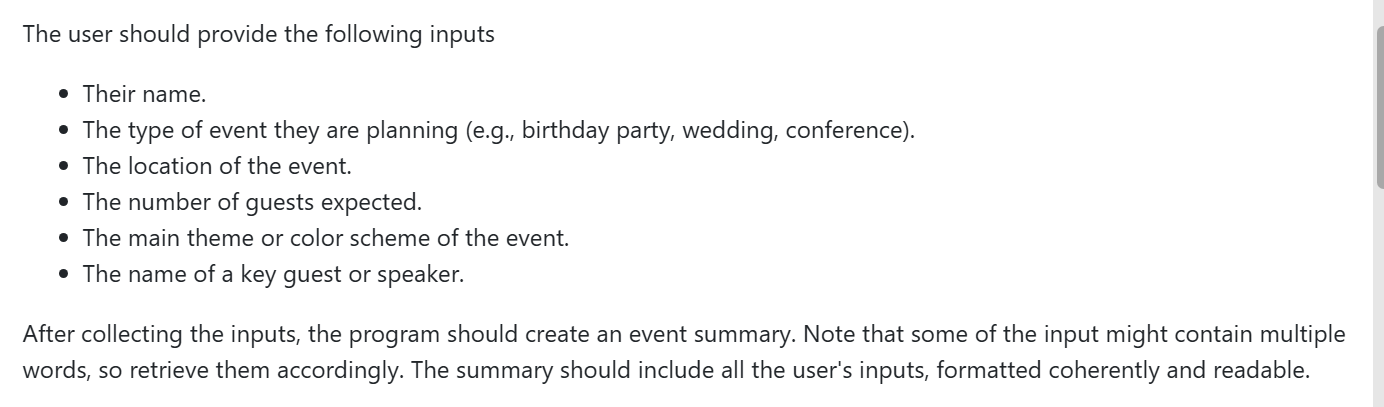 The user should provide the following inputs
• Their name.
• The type of event they are planning (e.g., birthday party, wedding, conference).
• The location of the event.
• The number of guests expected.
• The main theme or color scheme of the event.
• The name of a key guest or speaker.
After collecting the inputs, the program should create an event summary. Note that some of the input might contain multiple
words, so retrieve them accordingly. The summary should include all the user's inputs, formatted coherently and readable.